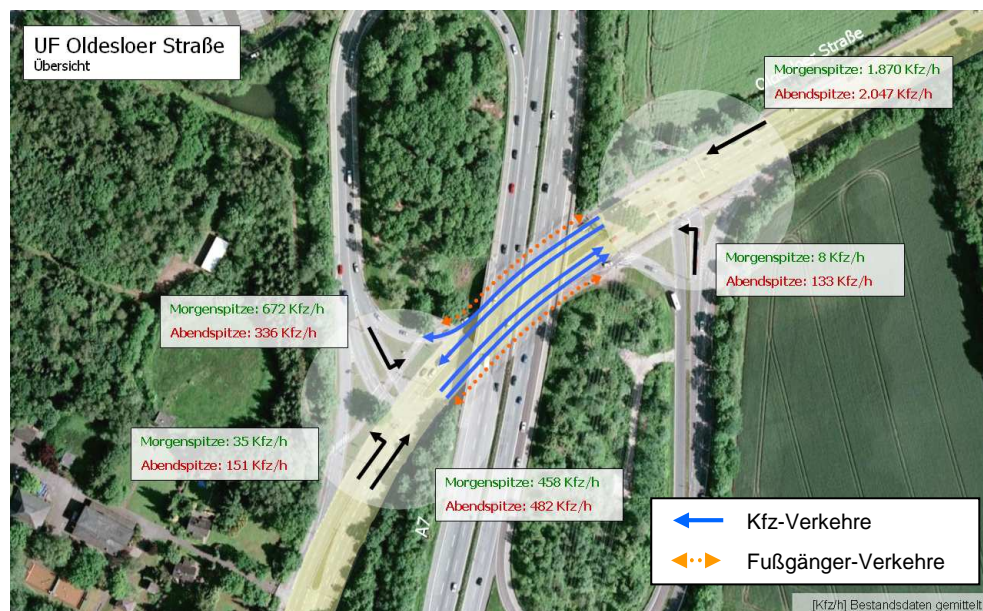 UF Oldesloer Straße
Übersicht
Straße
Morgenspitze: 1.870 Kfz/h
Abendspitze: 2.047 Kfz/h
Morgenspitze: 8 Kfz/h
Abendspitze: 133 Kfz/h
Morgenspitze: 672 Kfz/h
Abendspitze: 336 Kfz/h
Morgenspitze: 35 Kfz/h
Abendspitze: 151 Kfz/h
Morgenspitze: 458 Kfz/h
Abendspitze: 482 Kfz/h
A7
Kfz-Verkehre
Fußgänger-Verkehre
[Kfz/h] Bestandsdaten gemittelt